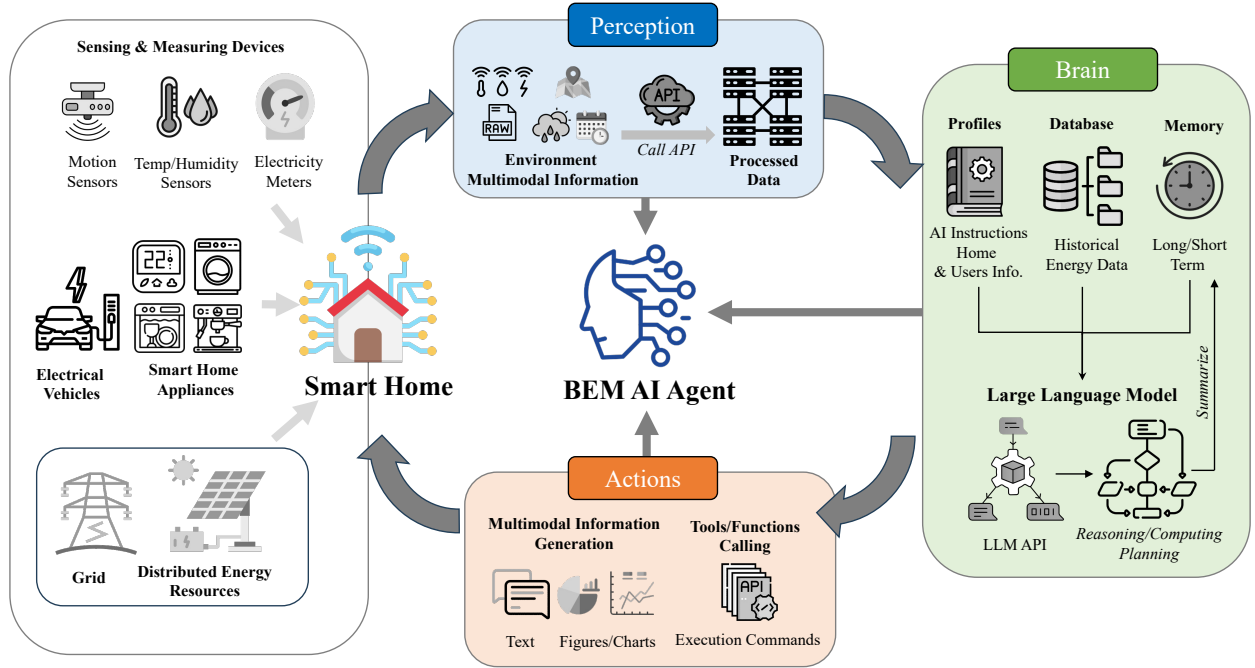 Sensing & Measuring Devices
Motion
Sensors
Temp/Humidity
Sensors
Electricity
Meters
22
Electrical
Vehicles
Smart Home
Appliances
Grid
Distributed Energy
Resources
Smart Home
Perception
RAW
API
Call API
Environment
Multimodal Information
Processed
Data
BEM AI Agent
Actions
Multimodal Information
Generation
Text
Figures/Charts
Tools/Functions
Calling
API
Execution Commands
Brain
Profiles
AI Instructions
Home
& Users Info.
Database
Historical
Energy Data
Memory
Long/Short
Term
Summarize
Large Language Model
LLM API
Reasoning/Computing
Planning